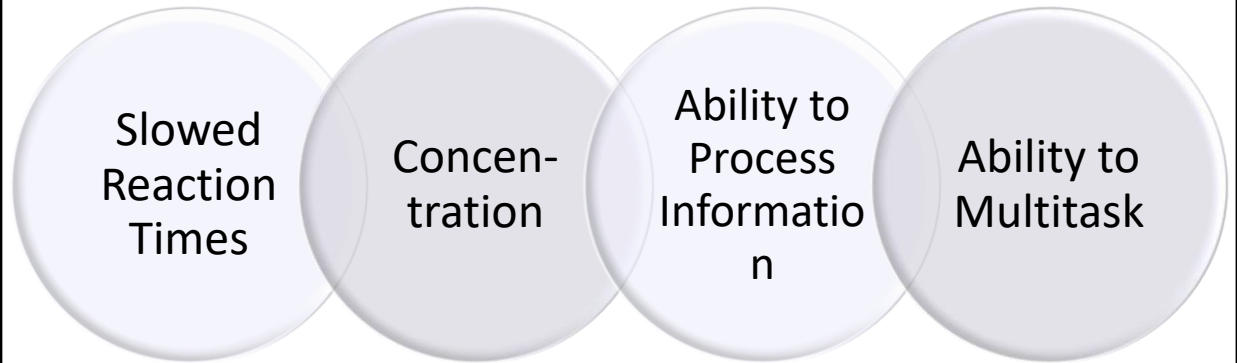 Slowed
Reaction
Times
Concen-
tration
Ability to
Process
Informatio
n
Ability to
Multitask